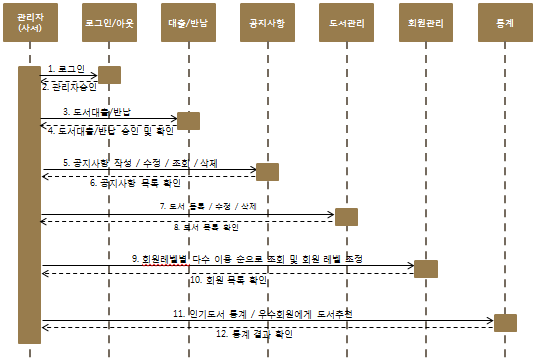 관리자
(사서)
로그인/아웃
대출/반납
공지사항
도서관리
회원관리
통계
1. 로그인
2. 관리자승인
3. 도서대출/반납
4. 도서대출/반납 승인 및 확인
5. 공지사항 작성 / 수정 / 조회 / 삭제
6. 공지사항 목록 확인
7. 도서 등록 / 수정 / 삭제
8. 도서 목록 확인
9. 회원레벨별 다수 이용 순으로 조회 및 회원 레벨 조정
10. 회원 목록 확인
11. 인기도서 통계 / 우수회원에게 도서추천
12. 통계 결과 확인